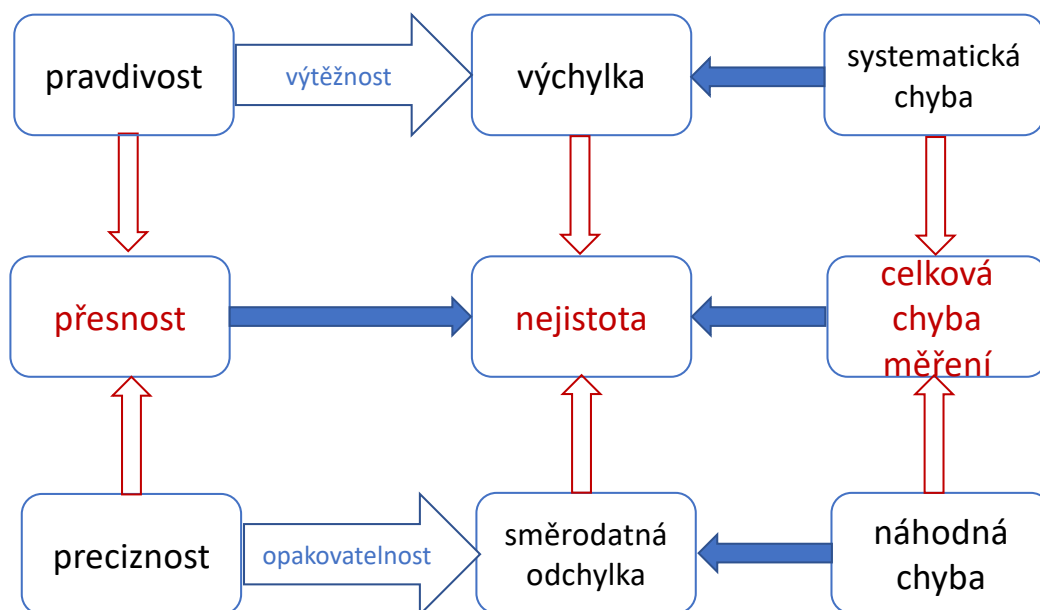 pravdivost
výtěžnost
výchylka
systematická
chyba
přesnost
nejistota
celková
chyba
měření
preciznost
opakovatelnost
směrodatná
odchylka
náhodná
chyba